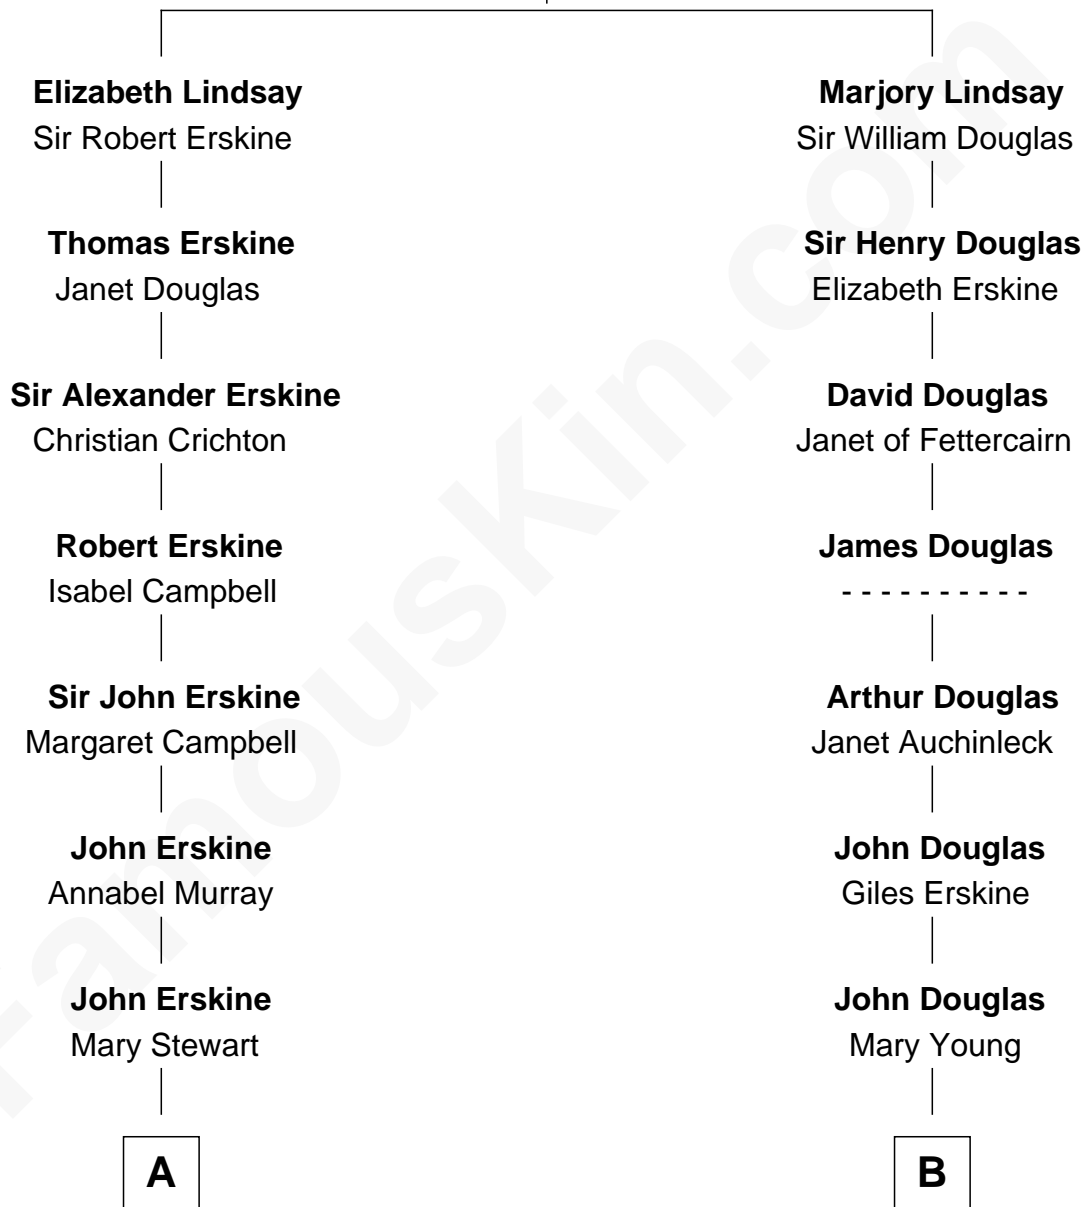 Elizabeth Lindsay
Sir Robert Erskine
Thomas Erskine
Janet Douglas
Sir Alexander Erskine
Christian Crichton
Robert Erskine
Isabel Campbell
Sir John Erskine
Margaret Campbell
John Erskine
Annabel Murray
John Erskine
Mary Stewart
A
Marjory Lindsay
Sir William Douglas
Sir Henry Douglas
Elizabeth Erskine
David Douglas
Janet of Fettercairn
James Douglas
- - - - - - - - - -
Arthur Douglas
Janet Auchinleck
John Douglas
Giles Erskine
John Douglas
Mary Young
B
FamousKin.com